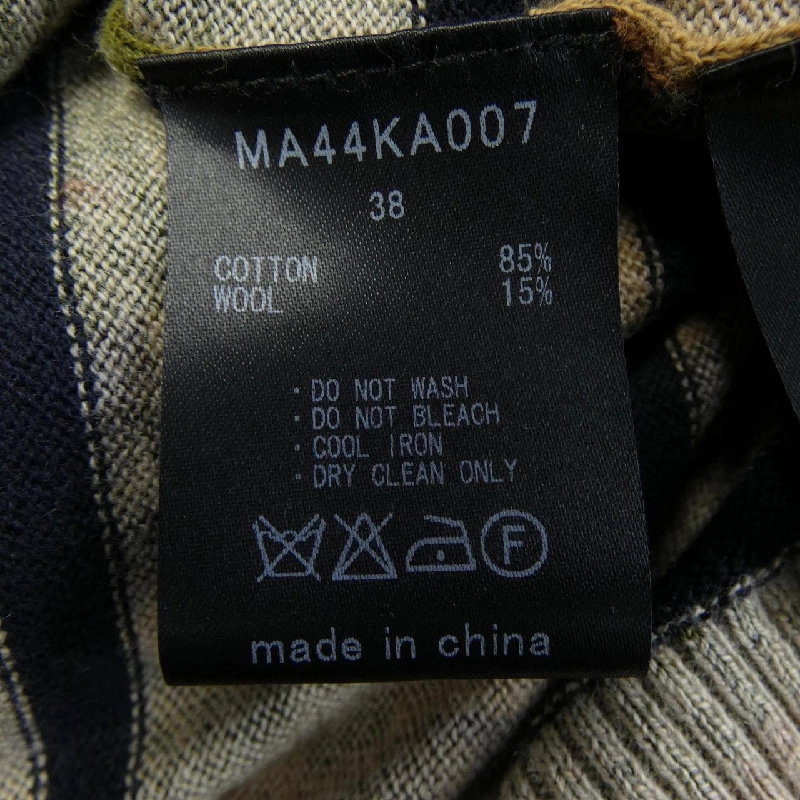 MA44KA007
38
COTTON 85%
WOOL 15%
・DO NOT WASH
・DO NOT BLEACH
・COOL IRON
・DRY CLEAN ONLY
F
made in china